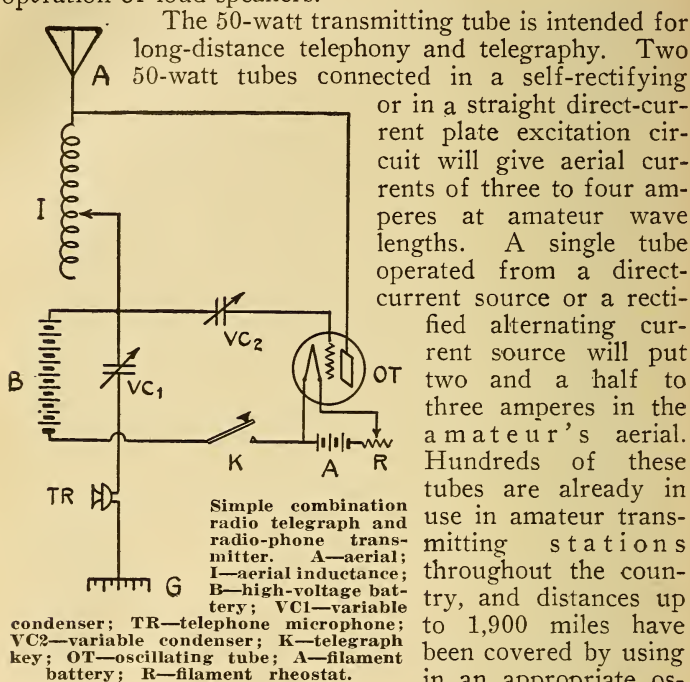 operation of loud speakers.
The 50-watt transmitting tube is intended for
long-distance telephony and telegraphy. Two
50-watt tubes connected in a self-rectifying
or in a straight direct-cur-
rent plate excitation cir-
cuit will give aerial cur-
rents of three to four am-
peres at amateur wave
lengths. A single tube
operated from a direct-
current source or a recti-
fied alternating cur-
rent source will put
two and a half to
three amperes in the
amateur's aerial.
Hundreds of these
tubes are already in
use in amateur trans-
mitting stations
throughout the coun-
try, and distances up
to 1,900 miles have
been covered by using
in an appropriate os-
A
I
VC2
B
VC1
OT
K
A
R
TR
G
Simple combination
radio telegraph and
radio-phone trans-
mitter. A—aerial;
I—aerial inductance;
B—high-voltage bat-
tery; VC1—variable
condenser; TR—telephone microphone;
VC2—variable condenser; K—telegraph
key; OT—oscillating tube; A—filament
battery; R—filament rheostat.